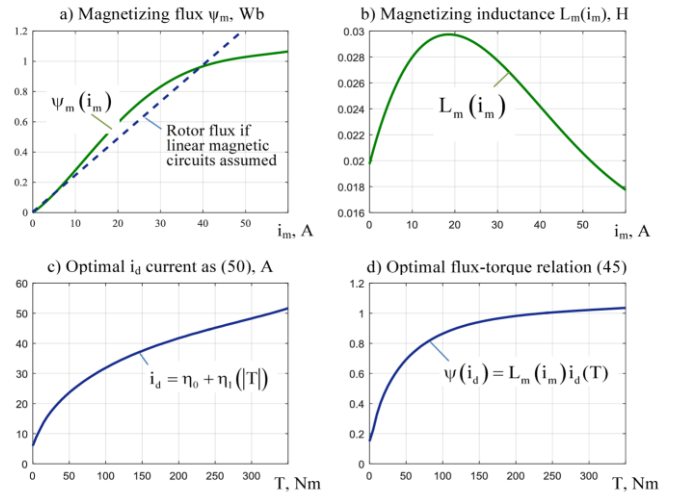 a) Magnetizing flux ψₘ, Wb
1.2
1
0.8
0.6
0.4
0.2
0
ψₘ(iₘ)
Rotor flux if
linear magnetic
circuits assumed
0 10 20 30 40 50
iₘ, A
b) Magnetizing inductance Lₘ(iₘ), H
0.03
0.028
0.026
0.024
0.022
0.02
0.018
0.016
Lₘ(iₘ)
0 10 20 30 40 50
iₘ, A
c) Optimal i_d current as (50), A
60
50
40
30
20
10
0
i_d = η₀ + η₁(|T|)
0 50 100 150 200 250 300
T, Nm
d) Optimal flux-torque relation (45)
1.2
1
0.8
0.6
0.4
0.2
0
ψ(i_d) = Lₘ(iₘ)i_d(T)
0 50 100 150 200 250 300
T, Nm